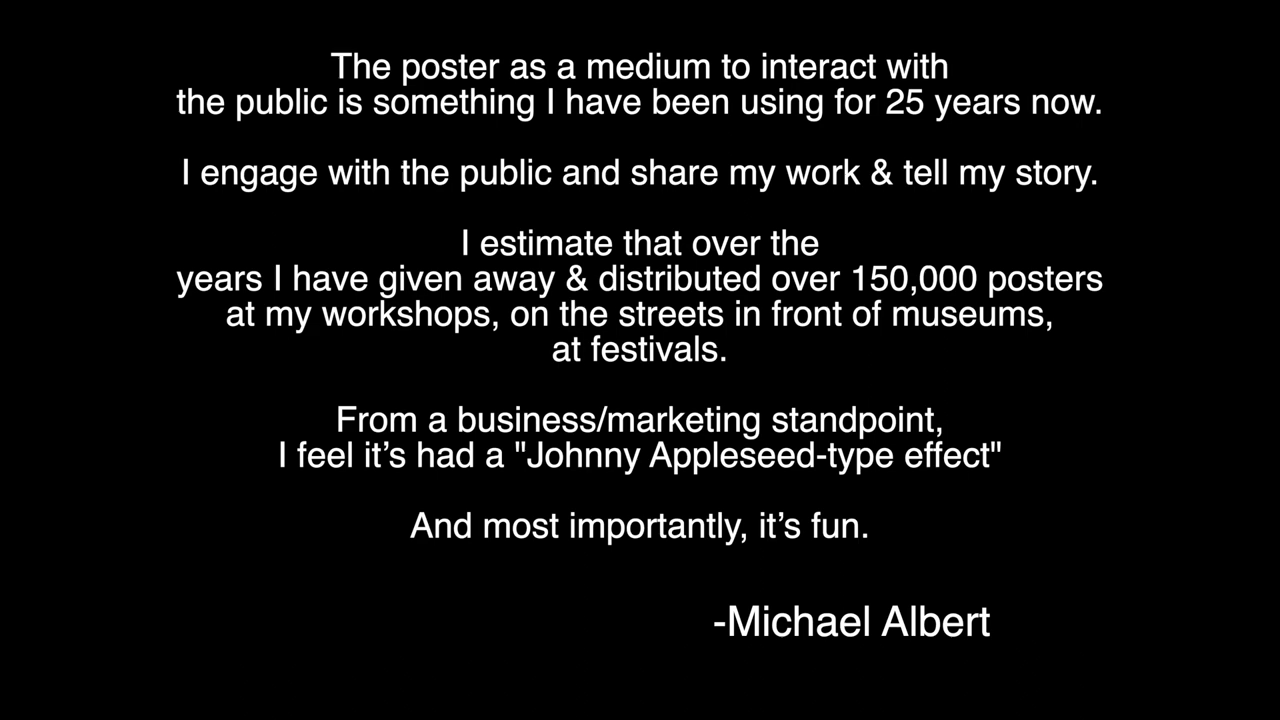 The poster as a medium to interact with
the public is something I have been using for 25 years now.
I engage with the public and share my work & tell my story.
I estimate that over the
years I have given away & distributed over 150,000 posters
at my workshops, on the streets in front of museums,
at festivals.
From a business/marketing standpoint,
I feel it’s had a "Johnny Appleseed-type effect"
And most importantly, it’s fun.
-Michael Albert